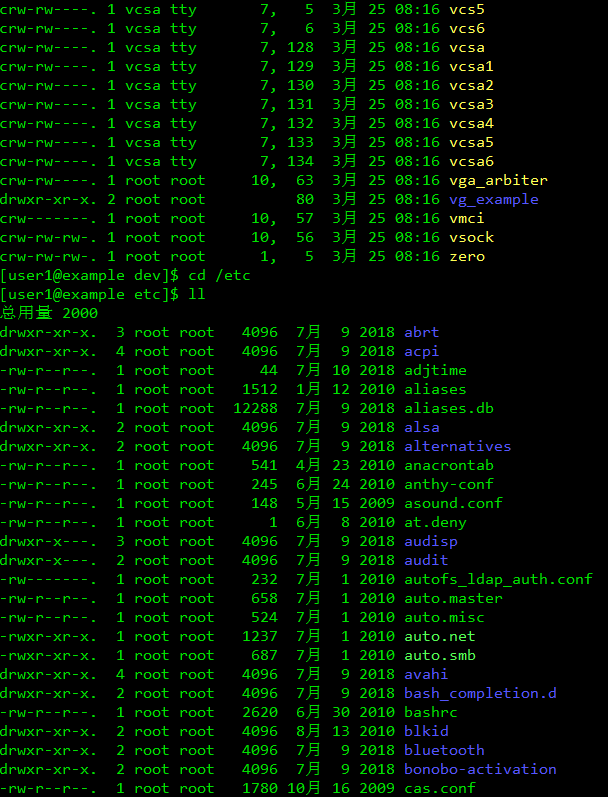 crw-rw----. 1 vcsa tty       7,   5  3月 25 08:16 vcs5
crw-rw----. 1 vcsa tty       7,   6  3月 25 08:16 vcs6
crw-rw----. 1 vcsa tty       7, 128  3月 25 08:16 vcsa
crw-rw----. 1 vcsa tty       7, 129  3月 25 08:16 vcsa1
crw-rw----. 1 vcsa tty       7, 130  3月 25 08:16 vcsa2
crw-rw----. 1 vcsa tty       7, 131  3月 25 08:16 vcsa3
crw-rw----. 1 vcsa tty       7, 132  3月 25 08:16 vcsa4
crw-rw----. 1 vcsa tty       7, 133  3月 25 08:16 vcsa5
crw-rw----. 1 vcsa tty       7, 134  3月 25 08:16 vcsa6
crw-rw----. 1 root root     10,  63  3月 25 08:16 vga_arbiter
drwxr-xr-x. 2 root root          80  3月 25 08:16 vg_example
crw-------. 1 root root     10,  57  3月 25 08:16 vmci
crw-rw-rw-. 1 root root     10,  56  3月 25 08:16 vsock
crw-rw-rw-. 1 root root      1,   5  3月 25 08:16 zero
[user1@example dev]$ cd /etc
[user1@example etc]$ ll
总用量 2000
drwxr-xr-x.  3 root root   4096  7月  9 2018 abrt
drwxr-xr-x.  4 root root   4096  7月  9 2018 acpi
-rw-r--r--.  1 root root     44  7月 10 2018 adjtime
-rw-r--r--.  1 root root   1512  1月 12 2010 aliases
-rw-r--r--.  1 root root  12288  7月  9 2018 aliases.db
drwxr-xr-x.  2 root root   4096  7月  9 2018 alsa
drwxr-xr-x.  2 root root   4096  7月  9 2018 alternatives
-rw-r--r--.  1 root root    541  4月 23 2010 anacrontab
-rw-r--r--.  1 root root    245  6月 24 2010 anthy-conf
-rw-r--r--.  1 root root    148  5月 15 2009 asound.conf
-rw-r--r--.  1 root root      1  6月  8 2010 at.deny
drwxr-x---.  3 root root   4096  7月  9 2018 audisp
drwxr-x---.  2 root root   4096  7月  9 2018 audit
-rw-------.  1 root root    232  7月  1 2010 autofs_ldap_auth.conf
-rw-r--r--.  1 root root    658  7月  1 2010 auto.master
-rw-r--r--.  1 root root    524  7月  1 2010 auto.misc
-rwxr-xr-x.  1 root root   1237  7月  1 2010 auto.net
-rwxr-xr-x.  1 root root    687  7月  1 2010 auto.smb
drwxr-xr-x.  4 root root   4096  7月  9 2018 avahi
drwxr-xr-x.  2 root root   4096  7月  9 2018 bash_completion.d
-rw-r--r--.  1 root root   2620  6月 30 2010 bashrc
drwxr-xr-x.  2 root root   4096  8月 13 2010 blkid
drwxr-xr-x.  2 root root   4096  7月  9 2018 bluetooth
drwxr-xr-x.  2 root root   4096  7月  9 2018 bonobo-activation
-rw-r--r--.  1 root root   1780 10月 16 2009 cas.conf